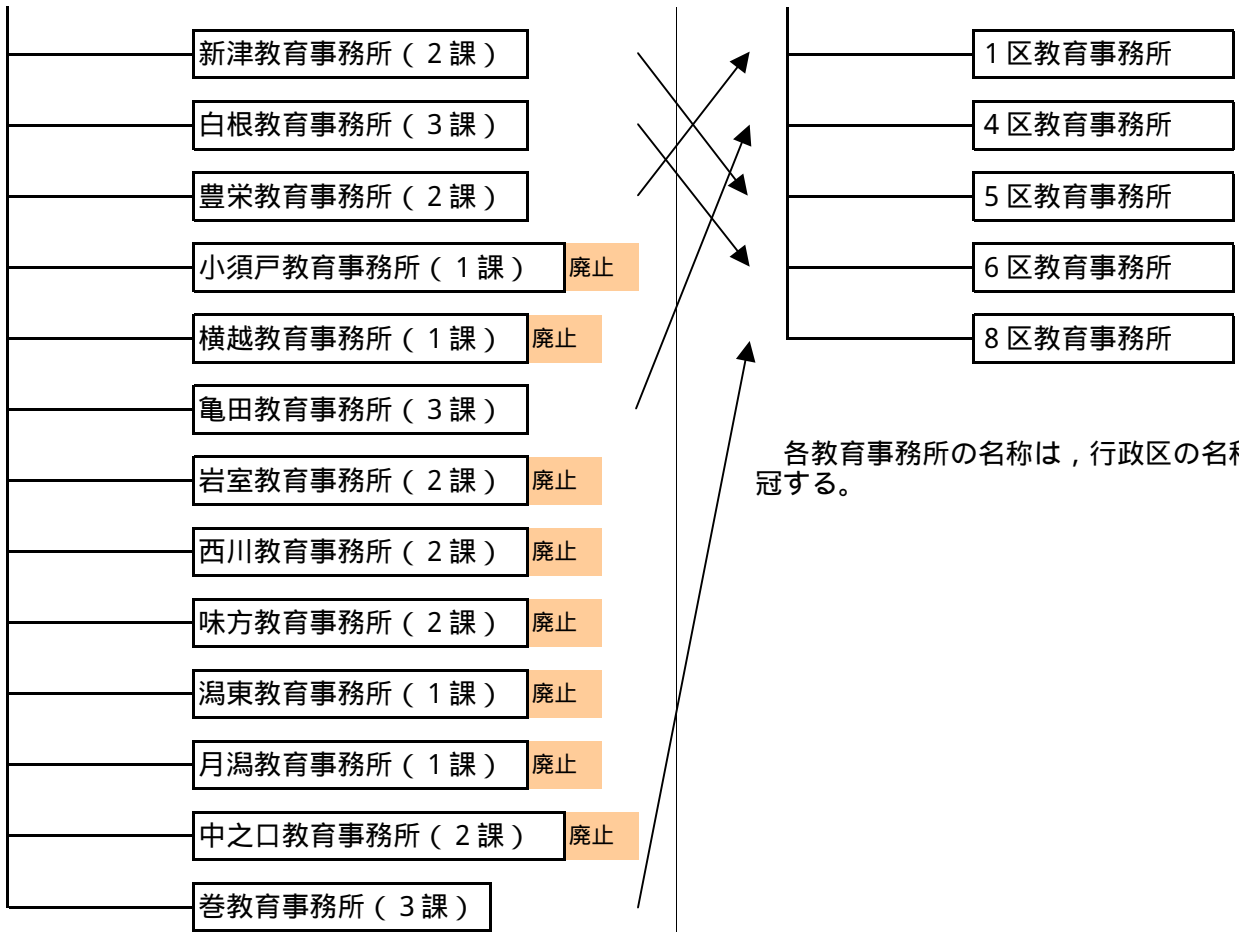 新津教育事務所(2課)
白根教育事務所(3課)
豊栄教育事務所(2課)
小須戸教育事務所(1課) 廃止
横越教育事務所(1課) 廃止
亀田教育事務所(3課)
岩室教育事務所(2課) 廃止
西川教育事務所(2課) 廃止
味方教育事務所(2課) 廃止
潟東教育事務所(1課) 廃止
月潟教育事務所(1課) 廃止
中之口教育事務所(2課) 廃止
巻教育事務所(3課)
1区教育事務所
4区教育事務所
5区教育事務所
6区教育事務所
8区教育事務所
各教育事務所の名称は,行政区の名
冠する。